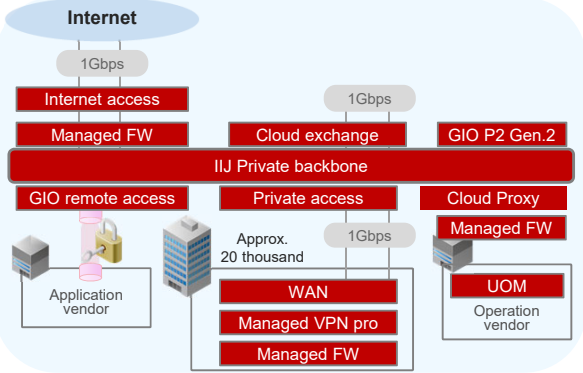 Internet
1Gbps
Internet access
1Gbps
Managed FW
Cloud exchange
GIO P2 Gen.2
IIJ Private backbone
GIO remote access
Private access
Cloud Proxy
Managed FW
1Gbps
Approx.
20 thousand
Application
vendor
WAN
Managed VPN pro
Managed FW
UOM
Operation
vendor